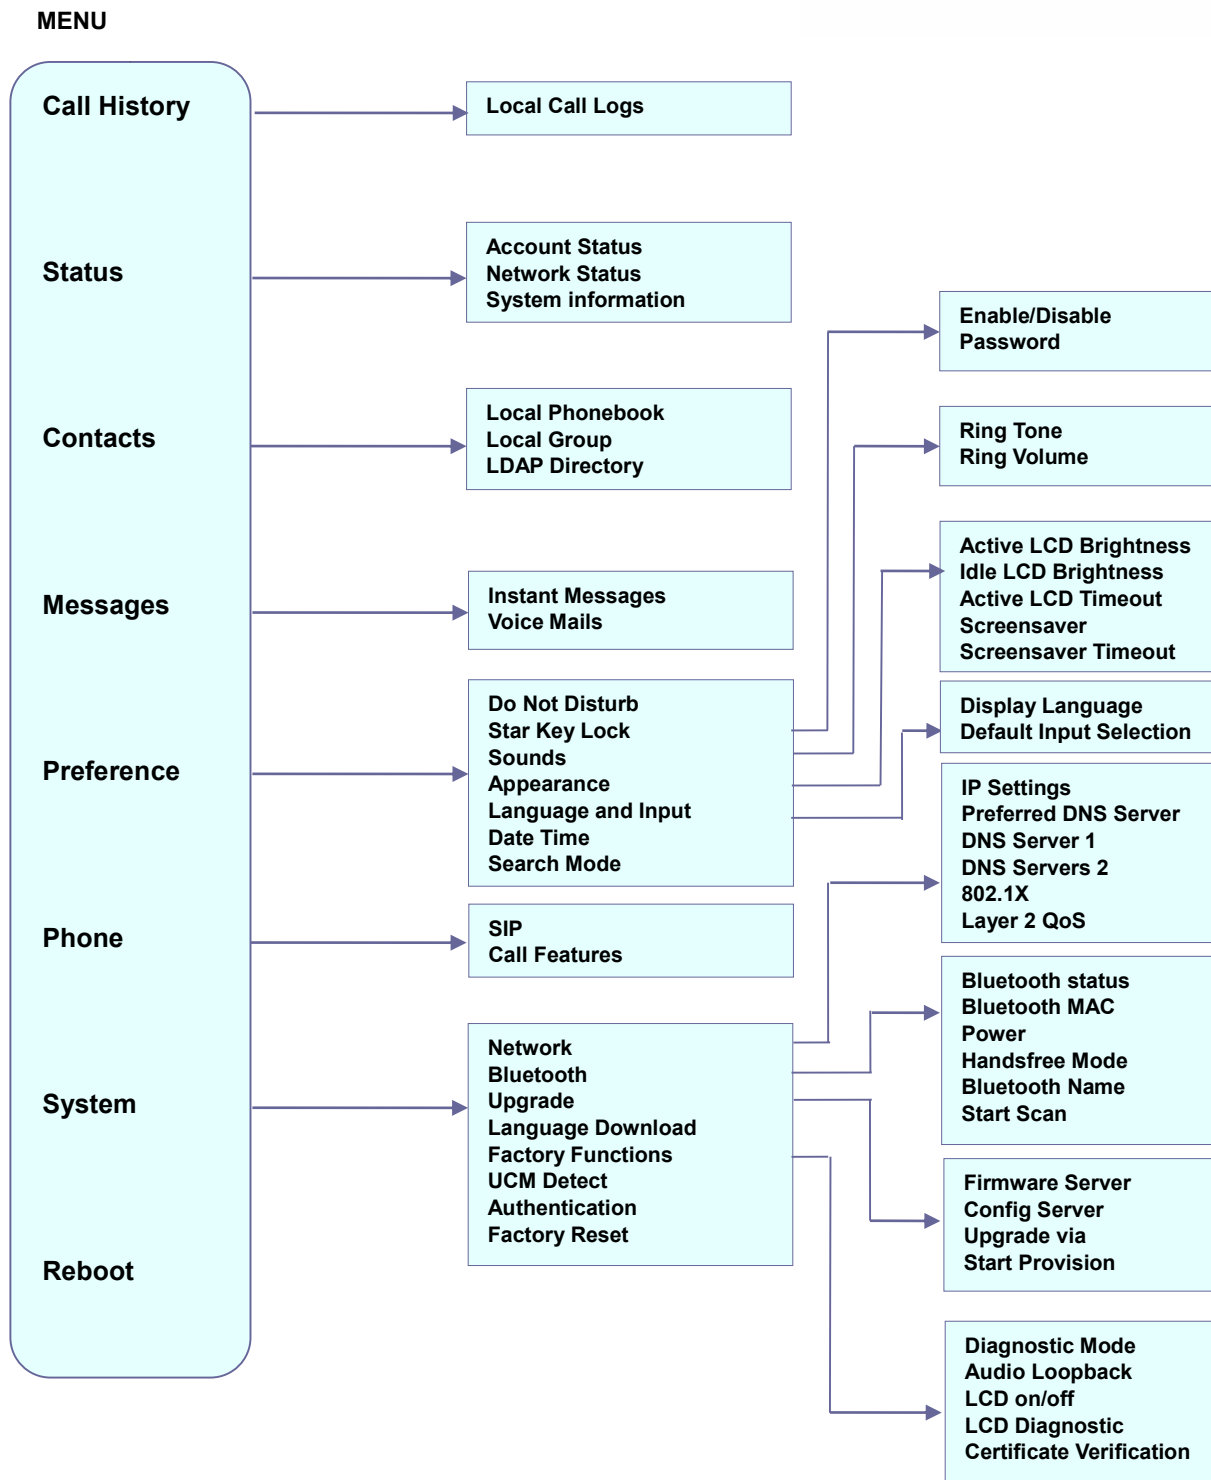 MENU
Call History
Local Call Logs
Status
Account Status
Network Status
System information
Enable/Disable
Password
Contacts
Local Phonebook
Local Group
LDAP Directory
Ring Tone
Ring Volume
Messages
Instant Messages
Voice Mails
Active LCD Brightness
Idle LCD Brightness
Active LCD Timeout
Screensaver
Screensaver Timeout
Preference
Do Not Disturb
Star Key Lock
Sounds
Appearance
Language and Input
Date Time
Search Mode
Display Language
Default Input Selection
IP Settings
Preferred DNS Server
DNS Server 1
DNS Servers 2
802.1X
Layer 2 QoS
Phone
SIP
Call Features
System
Network
Bluetooth
Upgrade
Language Download
Factory Functions
UCM Detect
Authentication
Factory Reset
Bluetooth status
Bluetooth MAC
Power
Handsfree Mode
Bluetooth Name
Start Scan
Firmware Server
Config Server
Upgrade via
Start Provision
Reboot
Diagnostic Mode
Audio Loopback
LCD on/off
LCD Diagnostic
Certificate Verification